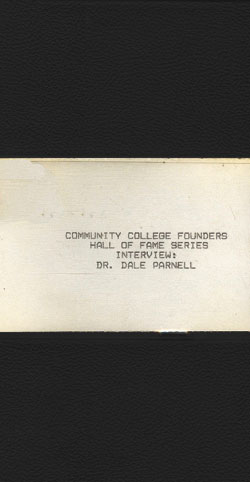 COMMUNITY COLLEGE FOUNDERS
HALL OF FAME SERIES
INTERVIEW:
DR. DALE PARNELL